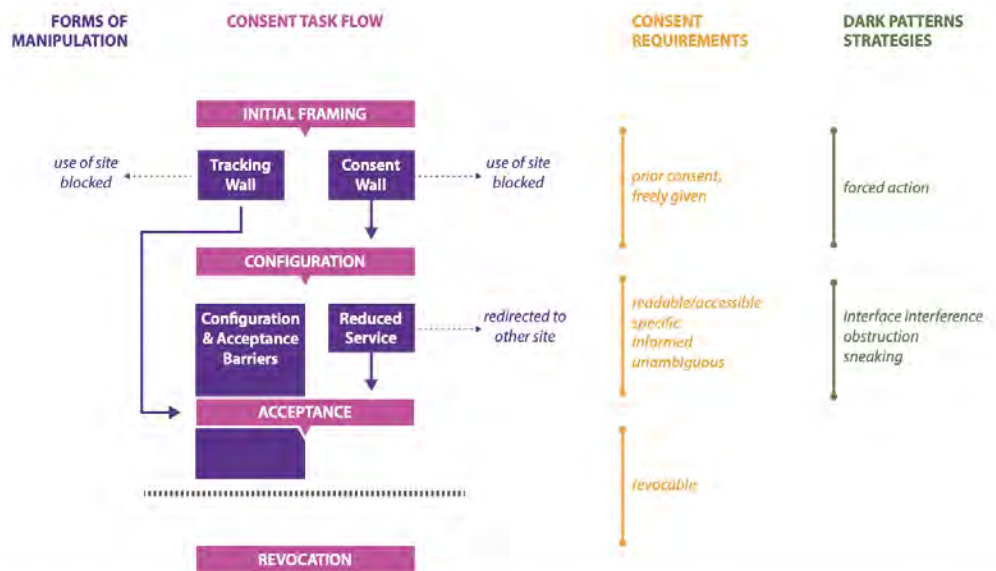 FORMS OF
MANIPULATION
CONSENT TASK FLOW
CONSENT
REQUIREMENTS
DARK PATTERNS
STRATEGIES
INITIAL FRAMING
use of site
blocked
Tracking
Wall
Consent
Wall
use of site
blocked
prior consent,
freely given
forced action
CONFIGURATION
Configuration
& Acceptance
Barriers
Reduced
Service
redirected to
other site
readable/accessible
specific
informed
unambiguous
interface interference
obstruction
sneaking
ACCEPTANCE
revocable
REVOCATION